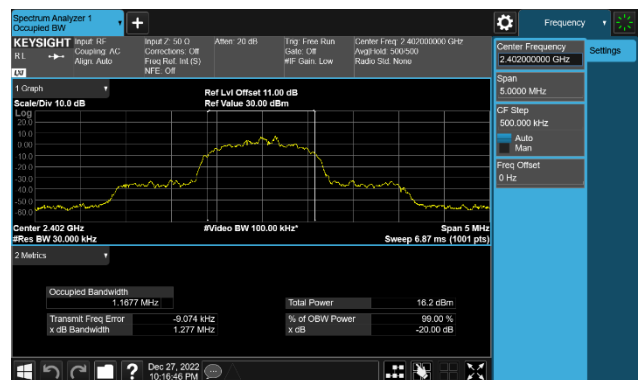 Spectrum Analyzer 1
Occupied BW
Frequency
KEYSIGHT
Input: RF
Input Z: 50 Ω
Atten: 20 dB
Trig: Free Run
Center Freq: 2.402000000 GHz
RL
Coupling: AC
Corrections: Off
Gate: Off
Avg|Hold: 500/500
Align: Auto
Freq Ref: Int (S)
#IF Gain: Low
Radio Std: None
NFE: Off
LXI
Center Frequency
2.402000000 GHz
Settings
Span
5.0000 MHz
CF Step
500.000 kHz
Auto
Man
Freq Offset
0 Hz
1 Graph
Ref Lvl Offset 11.00 dB
Scale/Div 10.0 dB
Ref Value 30.00 dBm
Log
20.0
10.0
0.00
-10.0
-20.0
-30.0
-40.0
-50.0
-60.0
Center 2.402 GHz
#Video BW 100.00 kHz*
Span 5 MHz
#Res BW 30.000 kHz
Sweep 6.87 ms (1001 pts)
2 Metrics
Occupied Bandwidth
1.1677 MHz
Total Power
16.2 dBm
Transmit Freq Error
-9.074 kHz
% of OBW Power
99.00 %
x dB Bandwidth
1.277 MHz
x dB
-20.00 dB
Dec 27, 2022
10:16:46 PM